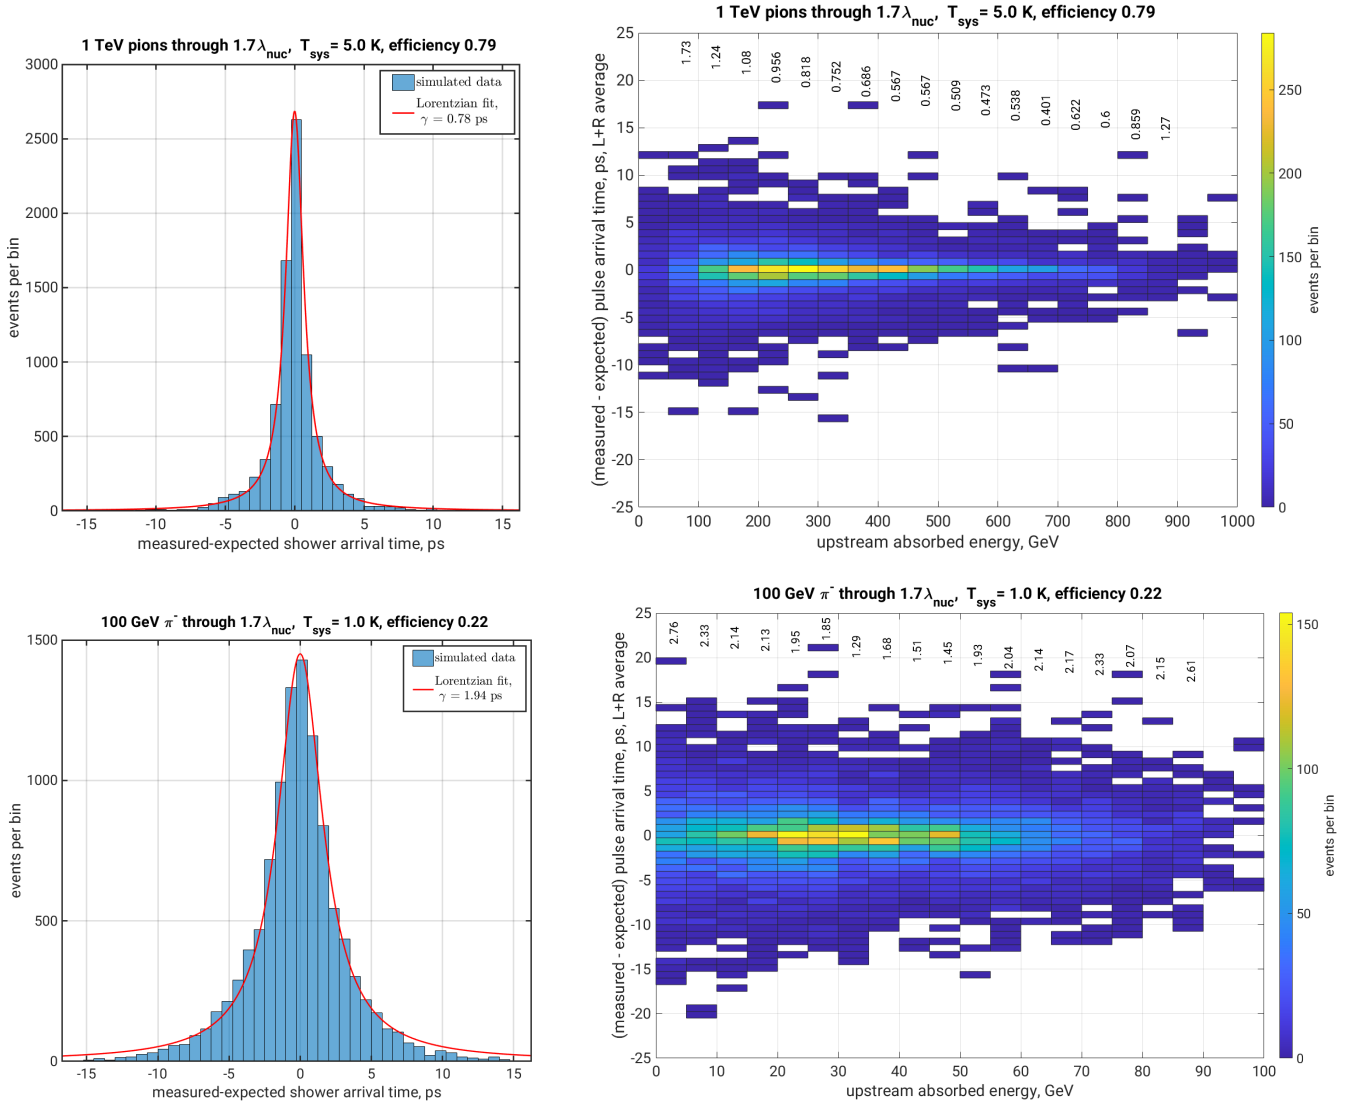 1 TeV pions through 1.7λnuc, Tsys= 5.0 K, efficiency 0.79
3000
2500
2000
1500
1000
500
0
events per bin
simulated data
Lorentzian fit,
γ = 0.78 ps
-15 -10 -5 0 5 10 15
measured-expected shower arrival time, ps
1 TeV pions through 1.7λnuc, Tsys= 5.0 K, efficiency 0.79
25
20
15
10
5
0
-5
-10
-15
-20
-25
(measured - expected) pulse arrival time, ps, L+R average
1.73 1.24 1.08 0.956 0.818 0.752 0.686 0.567 0.567 0.509 0.473 0.538 0.401 0.622 0.6 0.859 1.27
0 100 200 300 400 500 600 700 800 900 1000
upstream absorbed energy, GeV
250
200
150
100
50
0
events per bin
100 GeV π- through 1.7λnuc, Tsys= 1.0 K, efficiency 0.22
1500
1000
500
0
events per bin
simulated data
Lorentzian fit,
γ = 1.94 ps
-15 -10 -5 0 5 10 15
measured-expected shower arrival time, ps
100 GeV π- through 1.7λnuc, Tsys= 1.0 K, efficiency 0.22
25
20
15
10
5
0
-5
-10
-15
-20
-25
(measured - expected) pulse arrival time, ps, L+R average
2.76 2.33 2.14 2.13 1.95 1.85 1.29 1.68 1.51 1.45 1.93 2.04 2.14 2.17 2.33 2.07 2.15 2.61
0 10 20 30 40 50 60 70 80 90 100
upstream absorbed energy, GeV
150
100
50
0
events per bin